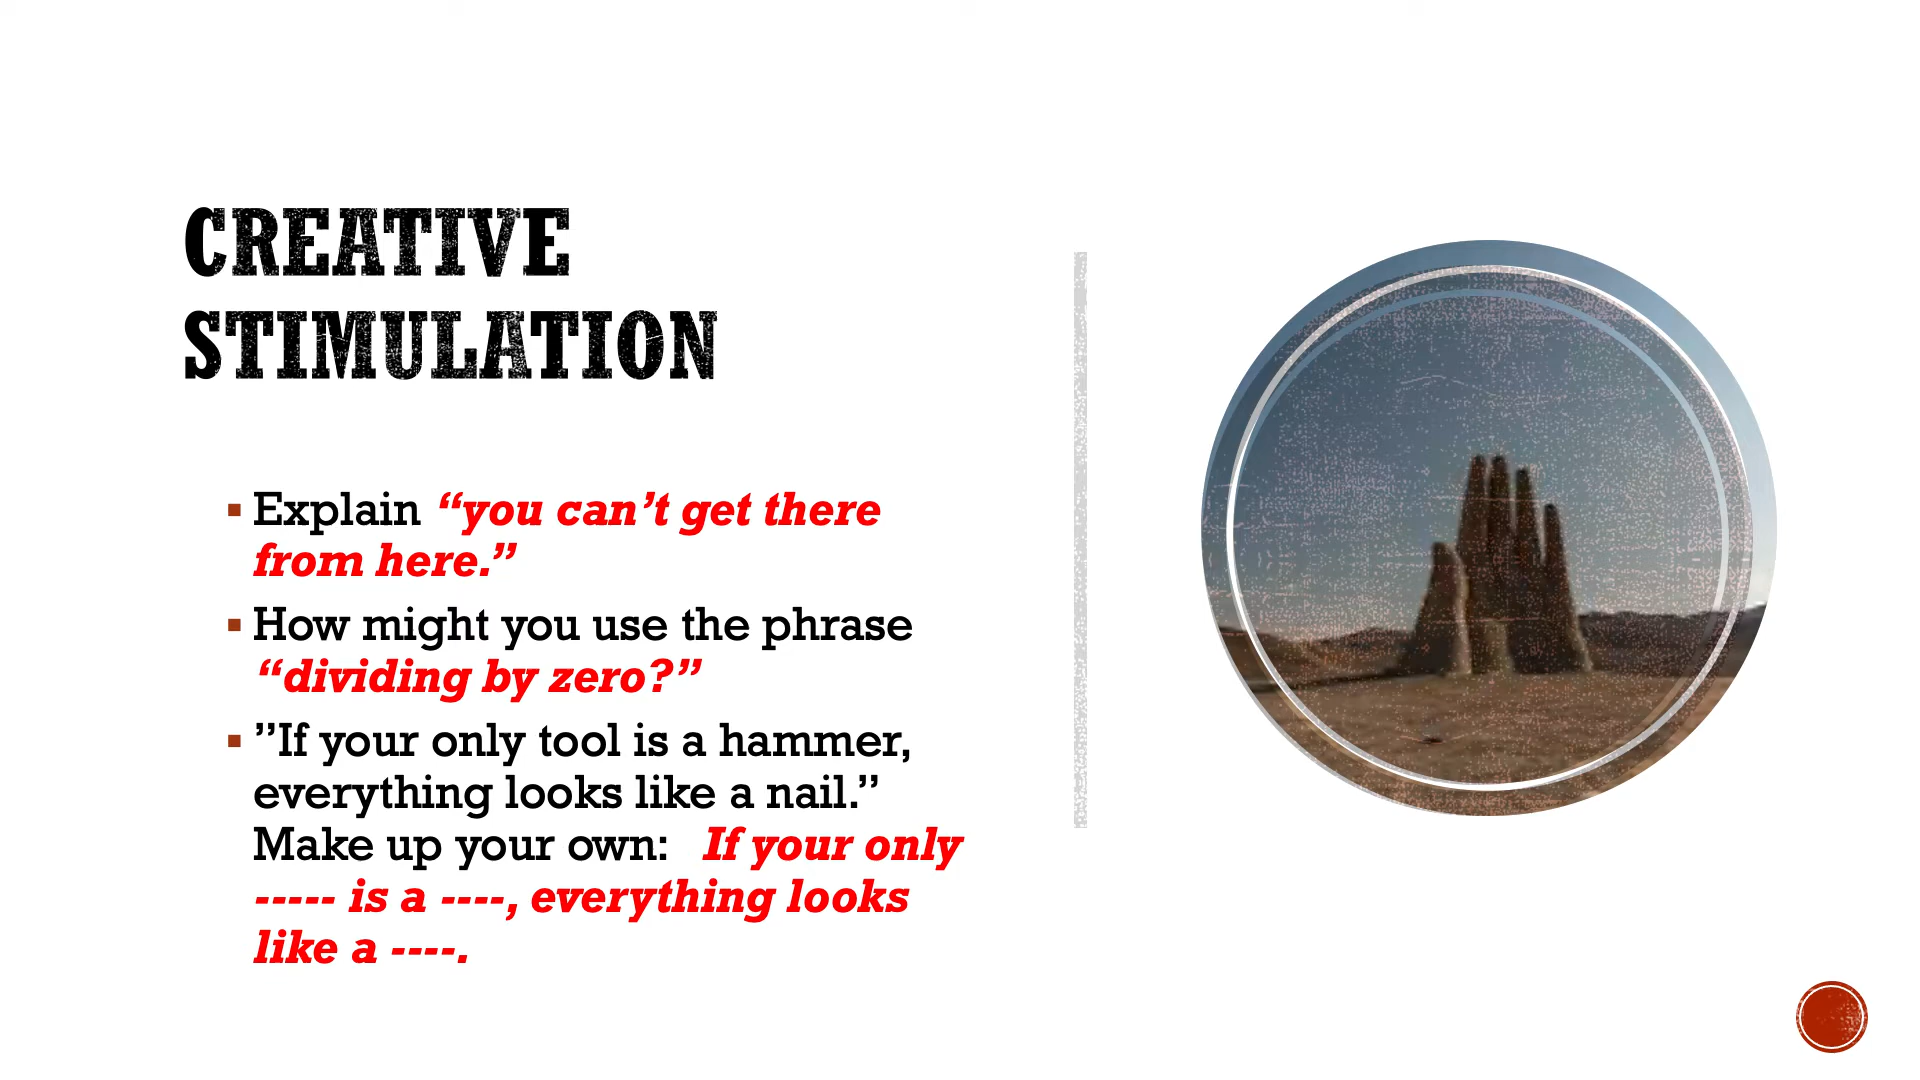 CREATIVE
STIMULATION
▪ Explain “you can’t get there
from here.”
▪ How might you use the phrase
“dividing by zero?”
▪ ”If your only tool is a hammer,
everything looks like a nail.”
Make up your own: If your only
----- is a ----, everything looks
like a ----.